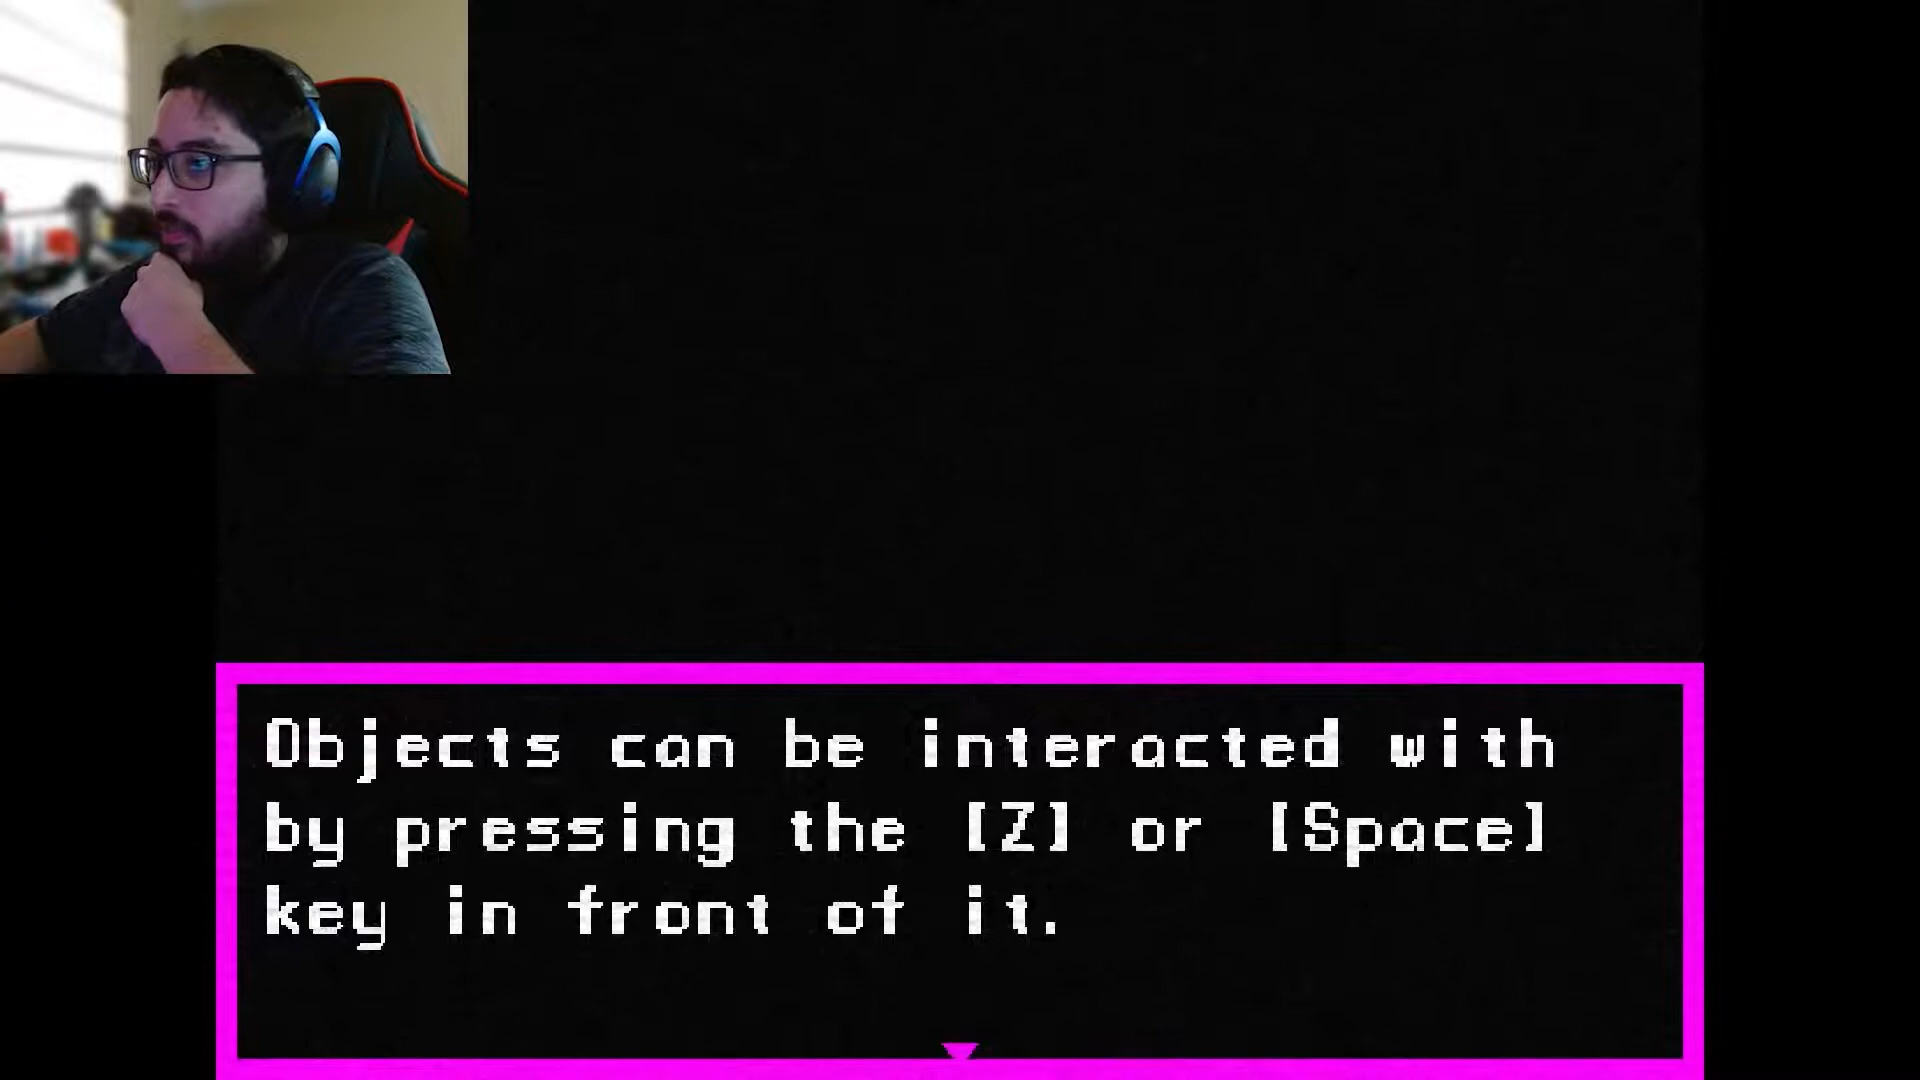 Objects can be interacted with
by pressing the [Z] or [Space]
key in front of it.